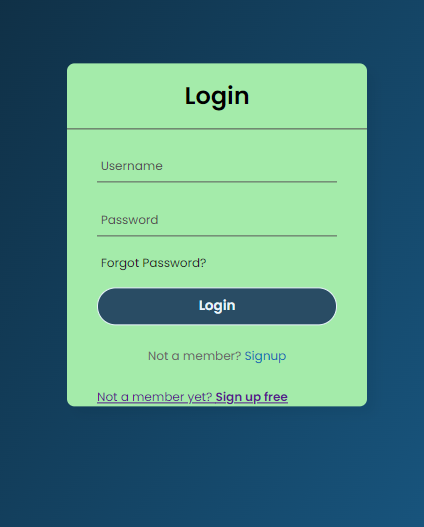 Login
Username
Password
Forgot Password?
Login
Not a member? Signup
Not a member yet? Sign up free